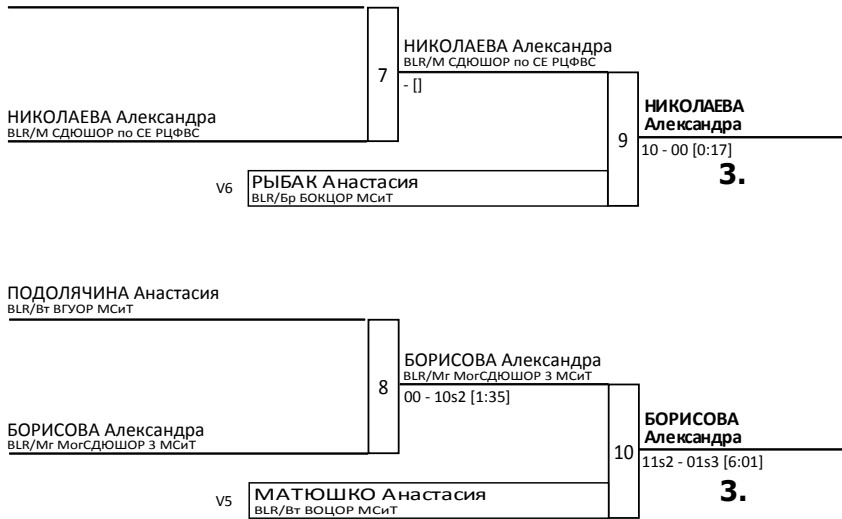 НИКОЛАЕВА Александра
BLR/М СДЮШОР по СЕ РЦФВС
7
НИКОЛАЕВА Александра
BLR/М СДЮШОР по СЕ РЦФВС
- []
9
НИКОЛАЕВА
Александра
10 - 00 [0:17]
3.
V6
РЫБАК Анастасия
BLR/Бр БОКЦОР МСиТ
ПОДОЛЯЧИНА Анастасия
BLR/Вт ВГУОР МСиТ
8
БОРИСОВА Александра
BLR/Мг МогСДЮШОР 3 МСиТ
00 - 10s2 [1:35]
БОРИСОВА Александра
BLR/Мг МогСДЮШОР 3 МСиТ
10
БОРИСОВА
Александра
11s2 - 01s3 [6:01]
3.
V5
МАТЮШКО Анастасия
BLR/Вт ВОЦОР МСиТ